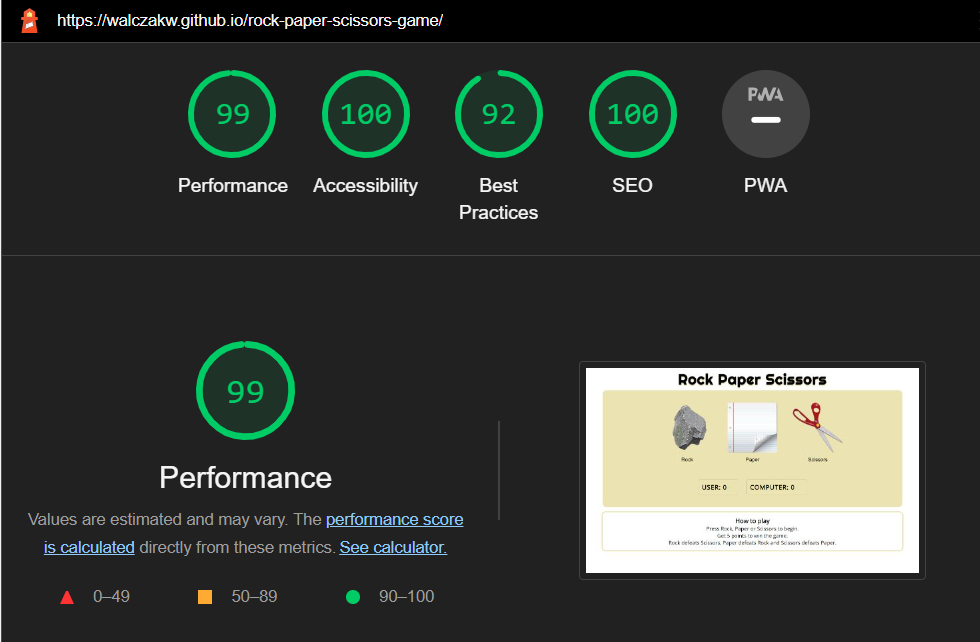 https://walczakw.github.io/rock-paper-scissors-game/
99 100 92 100 PWA
Performance Accessibility Best Practices SEO PWA
99
Performance
Values are estimated and may vary. The performance score
is calculated directly from these metrics. See calculator.
0–49 50–89 90–100
Rock Paper Scissors
Rock Paper Scissors
USER: 0 COMPUTER: 0
How to play
Press Rock, Paper or Scissors to begin.
Get 5 points to win the game.
Rock defeats Scissors, Paper defeats Rock and Scissors defeats Paper.